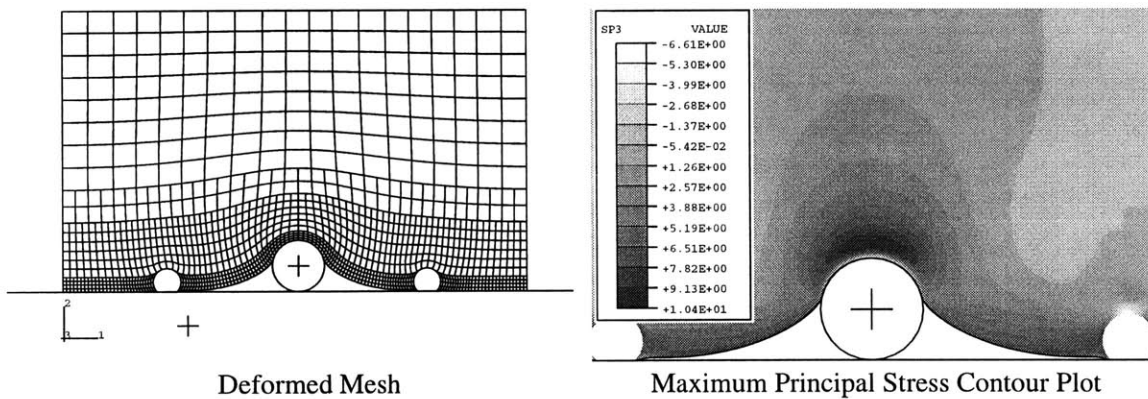 2
3 1
Deformed Mesh
SP3 VALUE
-6.61E+00
-5.30E+00
-3.99E+00
-2.68E+00
-1.37E+00
-5.42E-02
+1.26E+00
+2.57E+00
+3.88E+00
+5.19E+00
+6.51E+00
+7.82E+00
+9.13E+00
+1.04E+01
Maximum Principal Stress Contour Plot